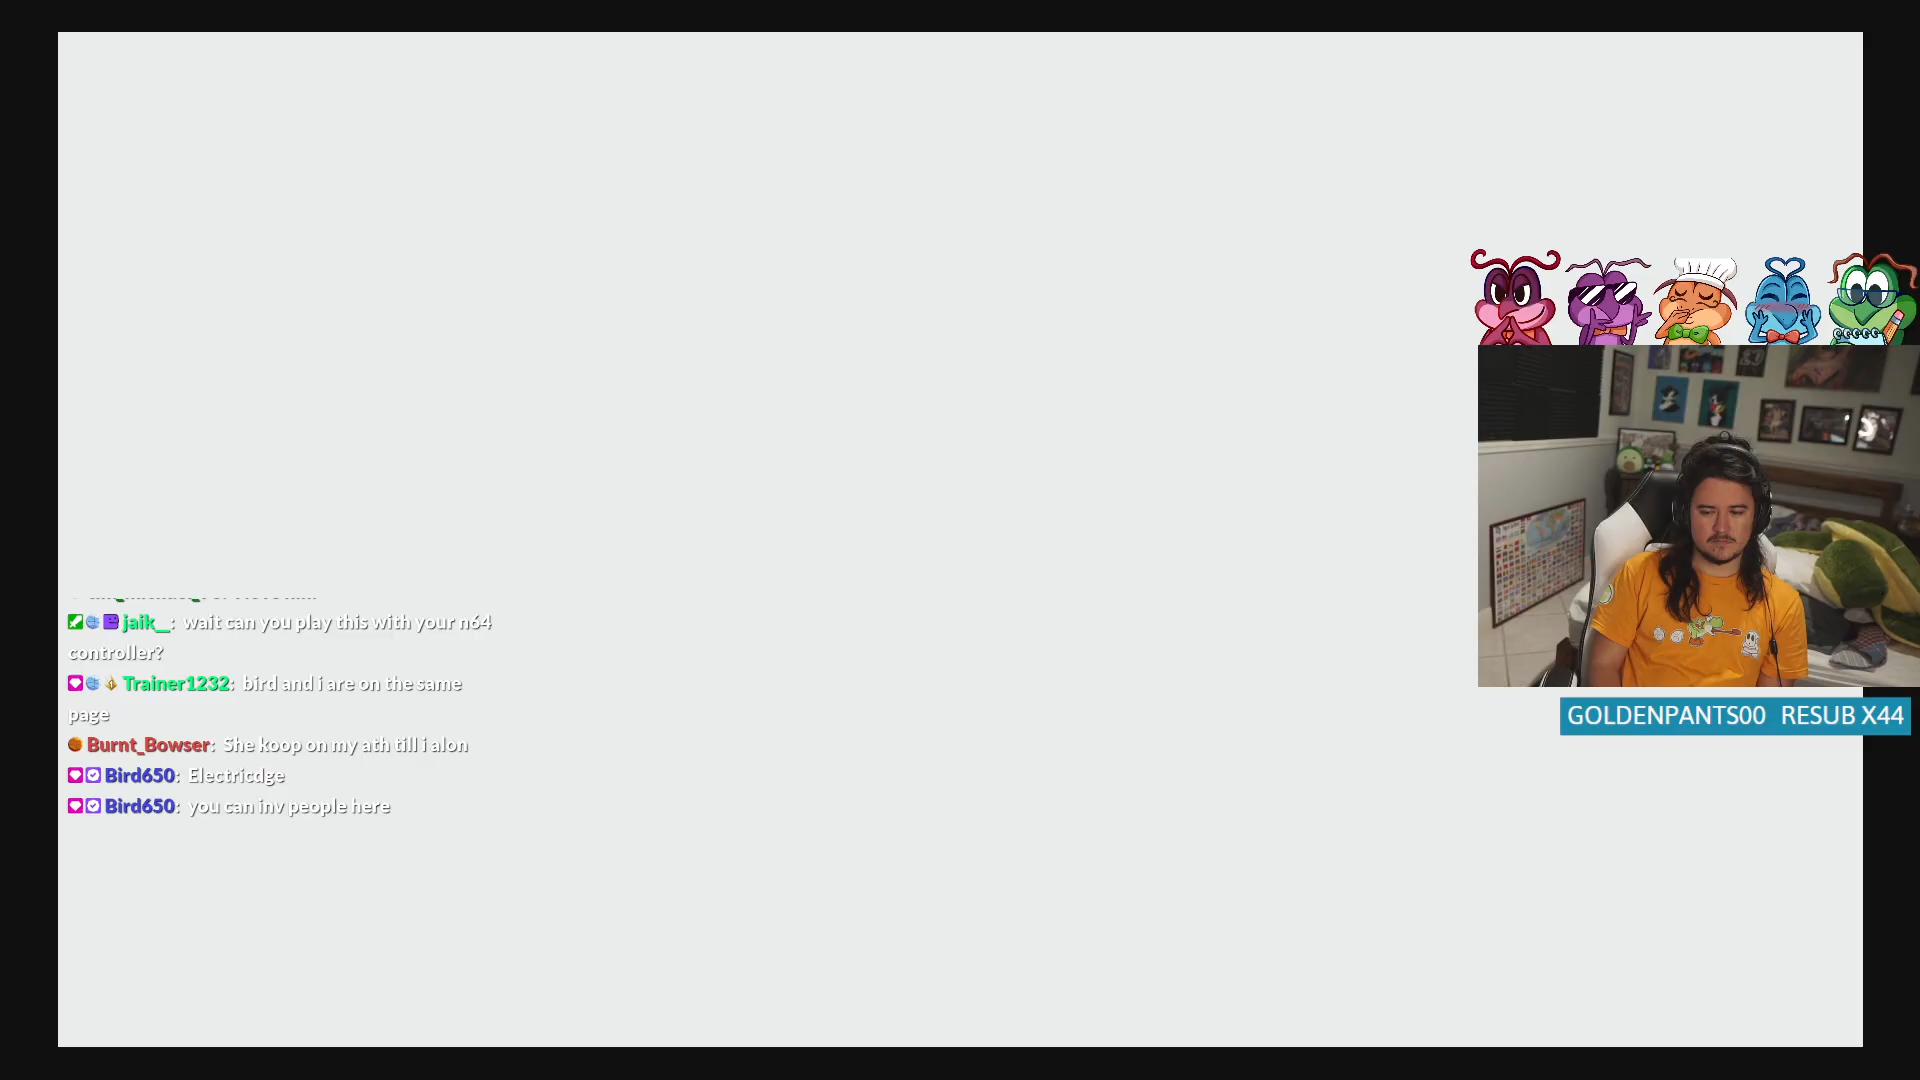 jaik__: wait can you play this with your n64
controller?
Trainer1232: bird and i are on the same
page
Burnt_Bowser: She koop on my ath till i alon
Bird650: Electricdge
Bird650: you can inv people here
GOLDENPANTS00 RESUB X44